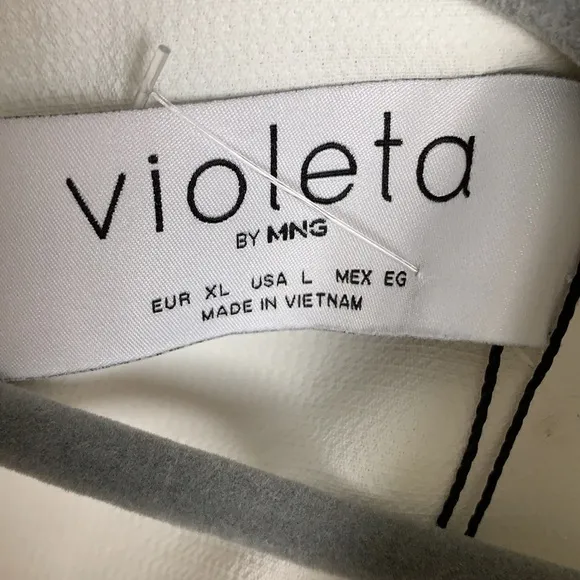 violeta
BY MNG
EUR XL USA L MEX EG
MADE IN VIETNAM